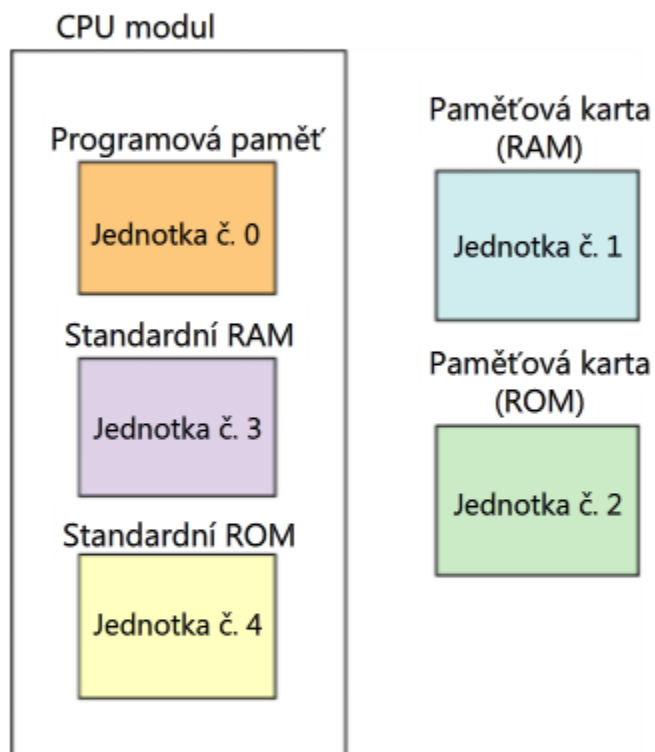 CPU modul
Programová paměť
Jednotka č. 0
Standardní RAM
Jednotka č. 3
Standardní ROM
Jednotka č. 4
Paměťová karta
(RAM)
Jednotka č. 1
Paměťová karta
(ROM)
Jednotka č. 2